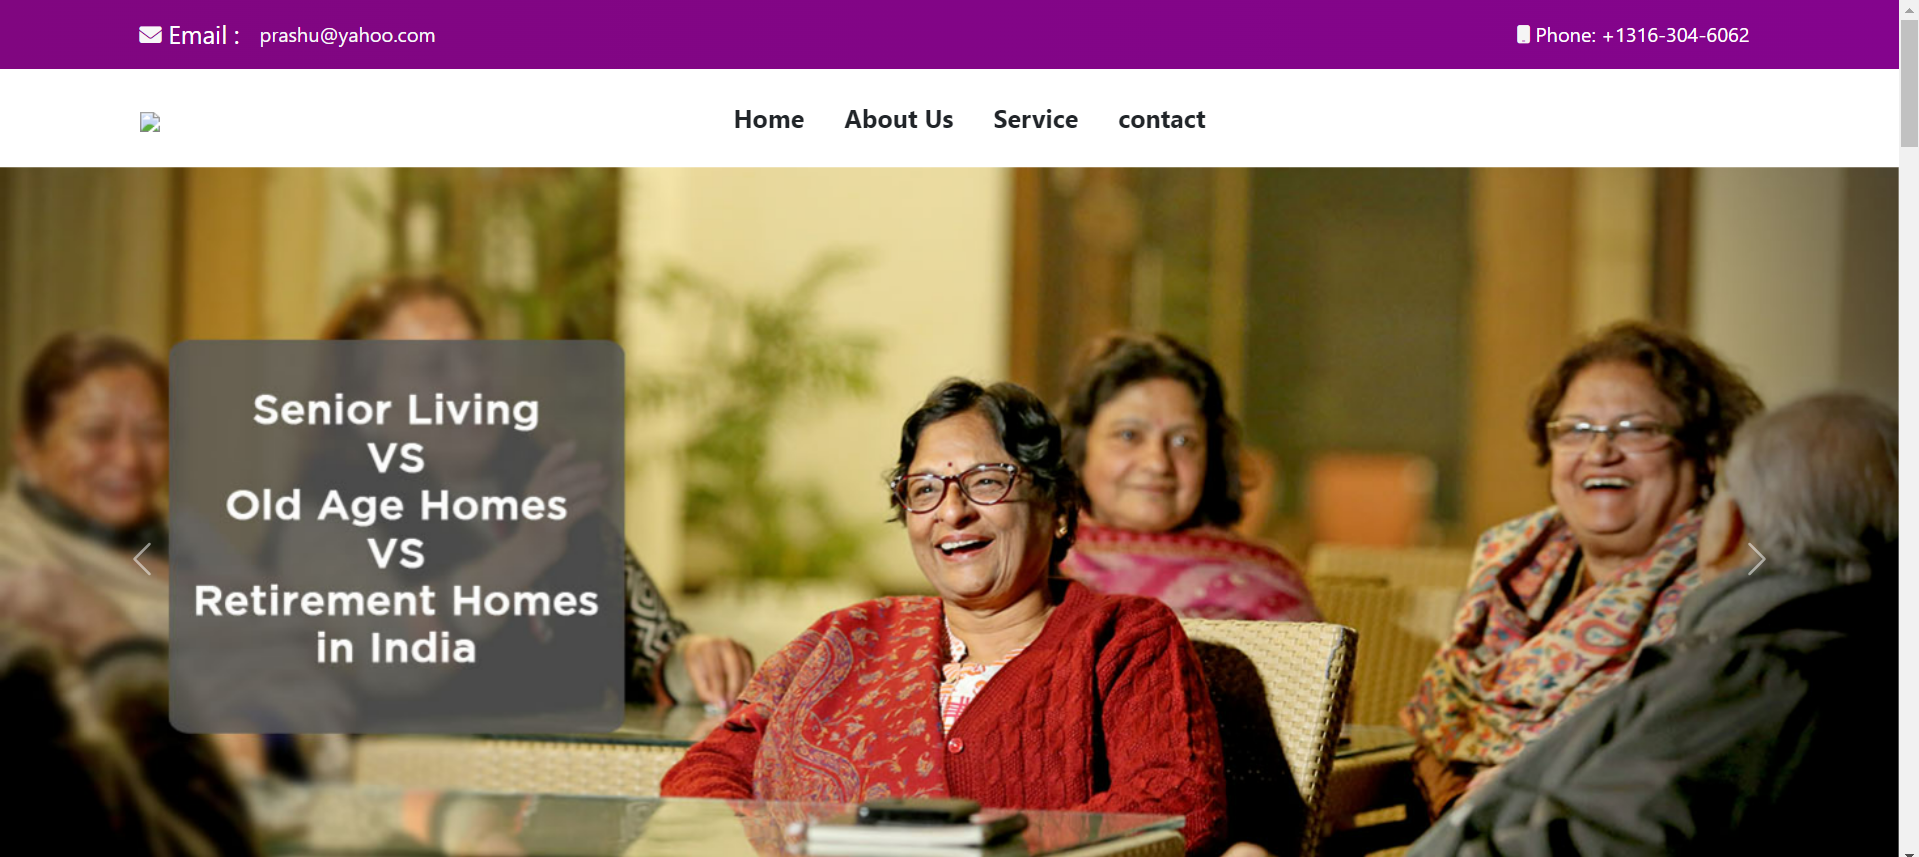 Email : prashu@yahoo.com
Phone: +1316-304-6062
Home About Us Service contact
Senior Living
VS
Old Age Homes
VS
Retirement Homes
in India